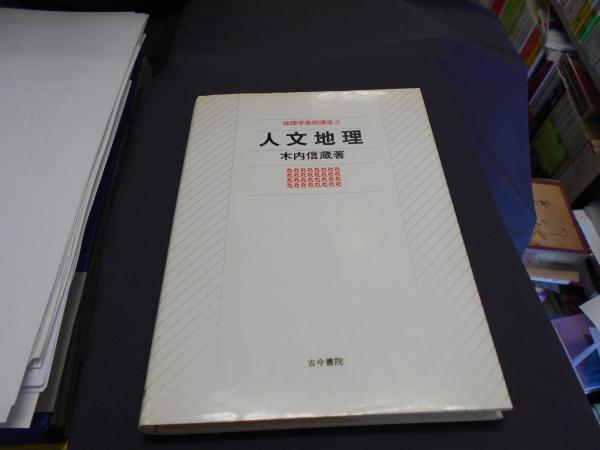 地理学基礎講座 3
人文地理
木内信蔵著
古今書院